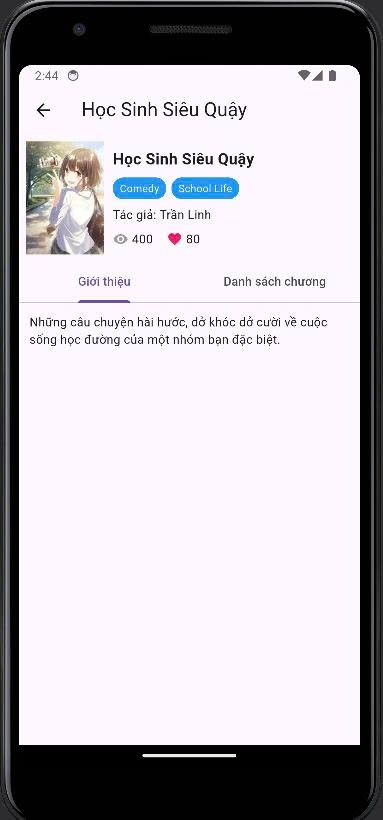 2:44
Học Sinh Siêu Quậy
Học Sinh Siêu Quậy
Comedy School Life
Tác giả: Trần Linh
400 80
Giới thiệu Danh sách chương
Những câu chuyện hài hước, dở khóc dở cười về cuộc
sống học đường của một nhóm bạn đặc biệt.